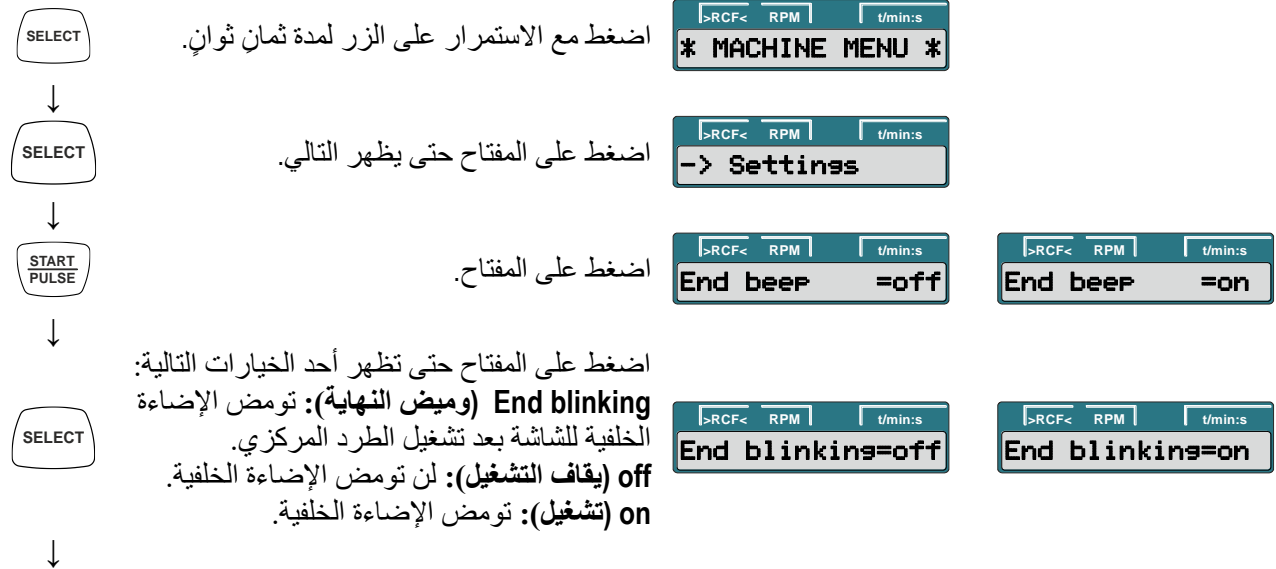 SELECT
اضغط مع الاستمرار على الزر لمدة ثمانِ ثوانٍ.
>RCF< RPM t/min:s
* MACHINE MENU *
↓
SELECT
اضغط على المفتاح حتى يظهر التالي.
>RCF< RPM t/min:s
-> Settings
↓
START
PULSE
اضغط على المفتاح.
>RCF< RPM t/min:s
End beep =off
>RCF< RPM t/min:s
End beep =on
↓
SELECT
اضغط على المفتاح حتى تظهر أحد الخيارات التالية:
End blinking (وميض النهاية): تومض الإضاءة
الخلفية للشاشة بعد تشغيل الطرد المركزي.
off (يقاف التشغيل): لن تومض الإضاءة الخلفية.
on (تشغيل): تومض الإضاءة الخلفية.
>RCF< RPM t/min:s
End blinking=off
>RCF< RPM t/min:s
End blinking=on
↓